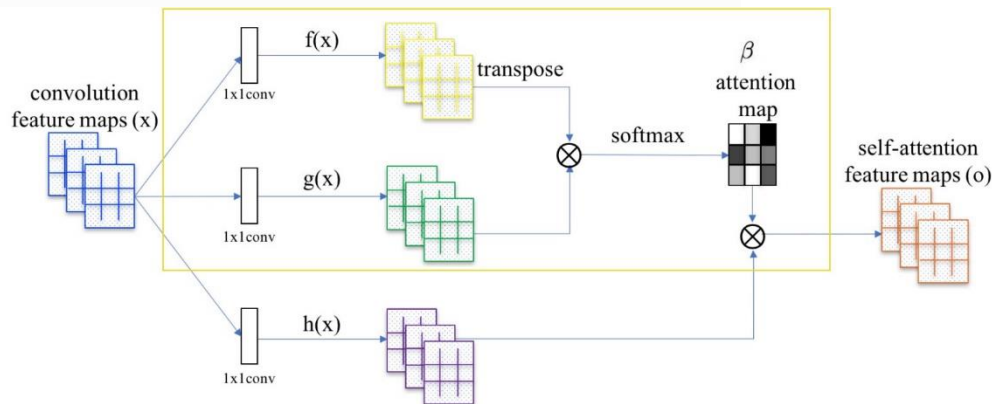 convolution
feature maps (x)
f(x)
1x1conv
transpose
g(x)
1x1conv
h(x)
1x1conv
softmax
β
attention
map
self-attention
feature maps (o)